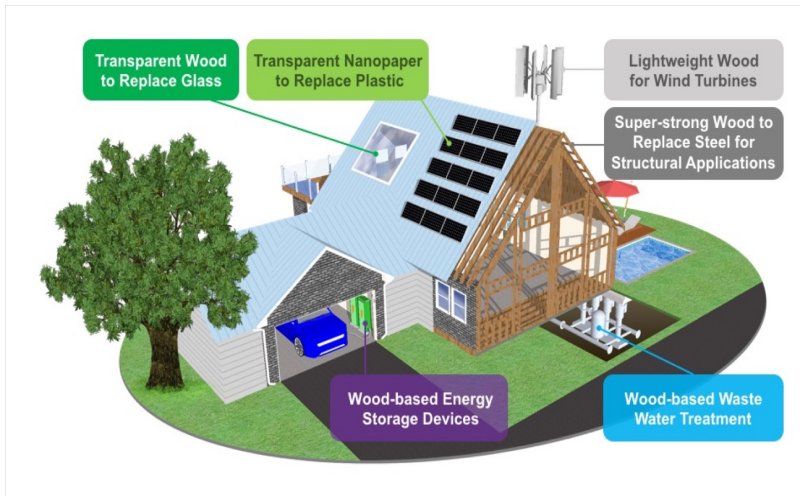 Transparent Wood
to Replace Glass
Transparent Nanopaper
to Replace Plastic
Lightweight Wood
for Wind Turbines
Super-strong Wood to
Replace Steel for
Structural Applications
Wood-based Energy
Storage Devices
Wood-based Waste
Water Treatment